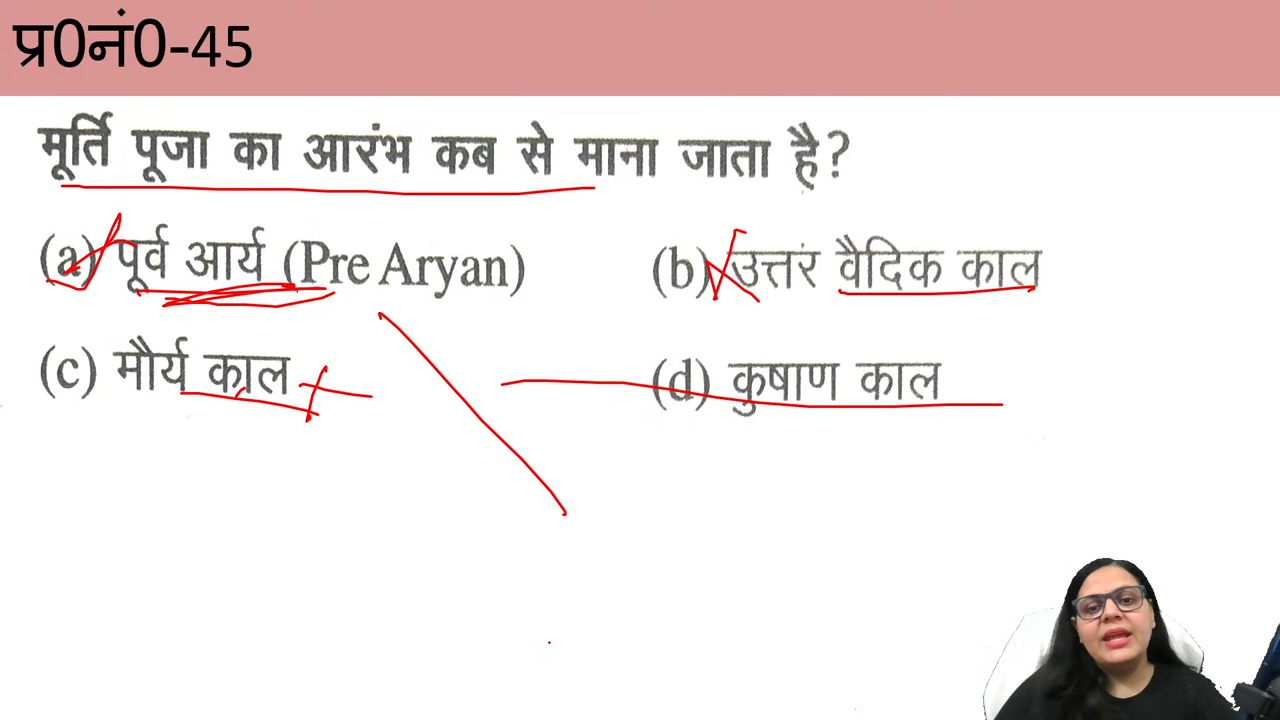 प्र0नं0-45
मूर्ति पूजा का आरंभ कब से माना जाता है?
(a) पूर्व आर्य (Pre Aryan) (b) उत्तरं वैदिक काल
(c) मौर्य काल (d) कुषाण काल